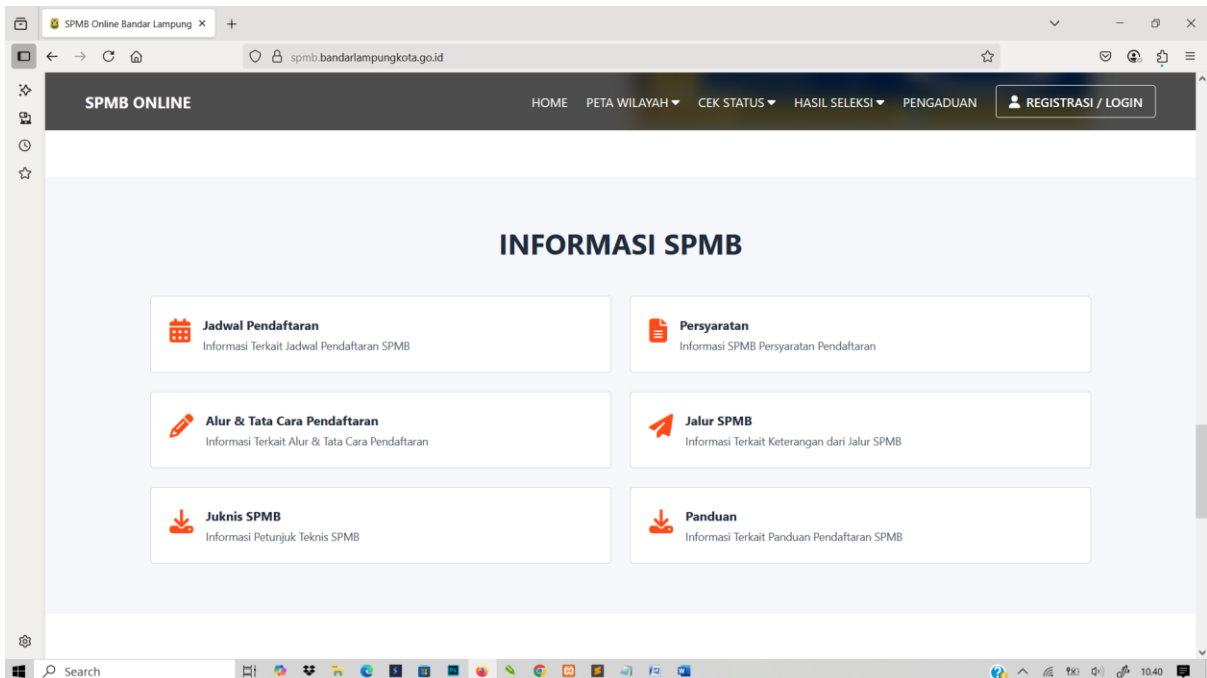 SPMB Online Bandar Lampung
spmb.bandarlampungkota.go.id
SPMB ONLINE
HOME PETA WILAYAH CEK STATUS HASIL SELEKSI PENGADUAN REGISTRASI / LOGIN
INFORMASI SPMB
Jadwal Pendaftaran
Informasi Terkait Jadwal Pendaftaran SPMB
Persyaratan
Informasi SPMB Persyaratan Pendaftaran
Alur & Tata Cara Pendaftaran
Informasi Terkait Alur & Tata Cara Pendaftaran
Jalur SPMB
Informasi Terkait Keterangan dari Jalur SPMB
Juknis SPMB
Informasi Petunjuk Teknis SPMB
Panduan
Informasi Terkait Panduan Pendaftaran SPMB
Search
10.40